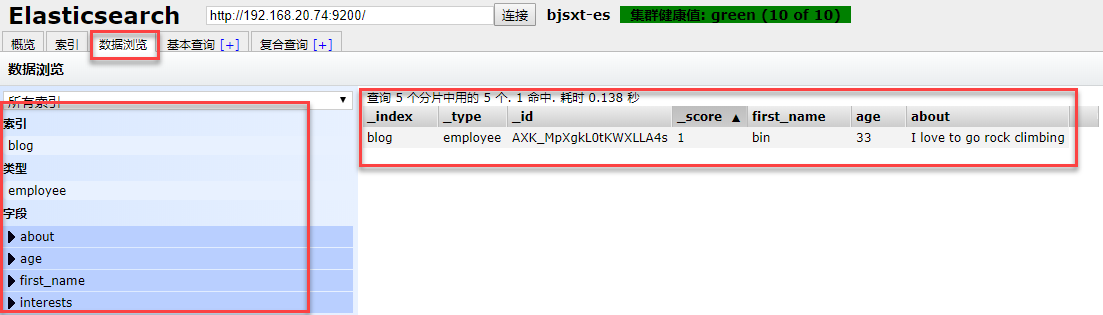 Elasticsearch http://192.168.20.74:9200/ 连接 bjsxt-es 集群健康值: green (10 of 10)
概览 索引 数据浏览 基本查询 [+] 复合查询 [+]
数据浏览
所有索引
索引
blog
类型
employee
字段
about
age
first_name
interests
查询 5 个分片中用的 5 个. 1 命中. 耗时 0.138 秒
_index _type _id _score ▲ first_name age about
blog employee AXK_MpXgkL0tKWXLLA4s 1 bin 33 I love to go rock climbing